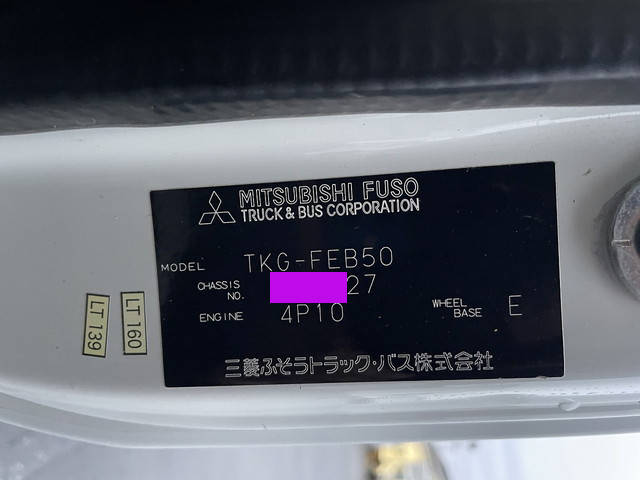 MITSUBISHI FUSO
TRUCK & BUS CORPORATION
MODEL TKG-FEB50
CHASSIS NO. 27
ENGINE 4P10
WHEEL BASE E
三菱ふそうトラック・バス株式会社
LT 160
LT 139